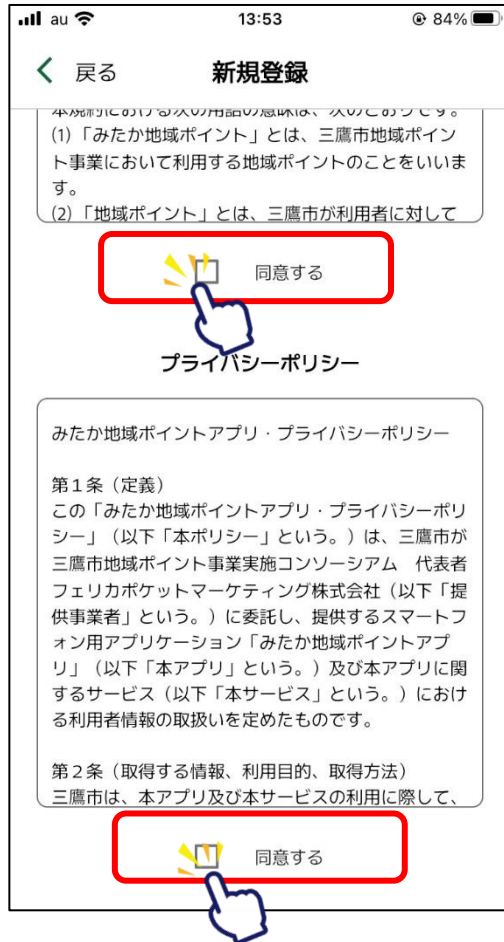 au 13:53 84%
戻る 新規登録
本規約における次の用語の意味は、次のとおりです。
(1)「みたか地域ポイント」とは、三鷹市地域ポイン
ト事業において利用する地域ポイントのことをいいま
す。
(2)「地域ポイント」とは、三鷹市が利用者に対して
同意する
プライバシーポリシー
みたか地域ポイントアプリ・プライバシーポリシー
第１条（定義）
この「みたか地域ポイントアプリ・プライバシーポリ
シー」（以下「本ポリシー」という。）は、三鷹市が
三鷹市地域ポイント事業実施コンソーシアム　代表者
フェリカポケットマーケティング株式会社（以下「提
供事業者」という。）に委託し、提供するスマートフ
ォン用アプリケーション「みたか地域ポイントアプ
リ」（以下「本アプリ」という。）及び本アプリに関
するサービス（以下「本サービス」という。）におけ
る利用者情報の取扱いを定めたものです。
第２条（取得する情報、利用目的、取得方法）
三鷹市は、本アプリ及び本サービスの利用に際して、
同意する